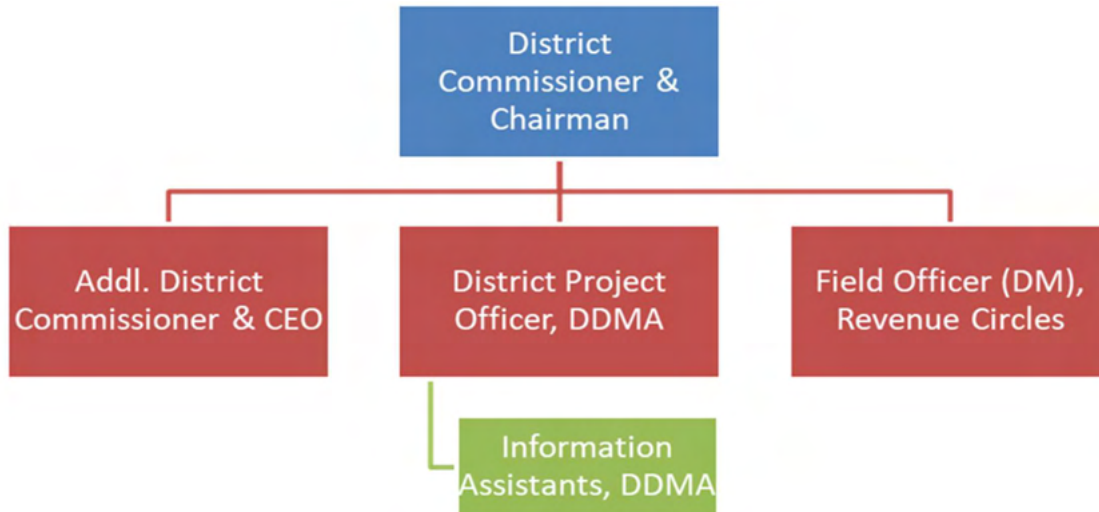 District
Commissioner &
Chairman
Addl. District
Commissioner & CEO
District Project
Officer, DDMA
Field Officer (DM),
Revenue Circles
Information
Assistants, DDMA